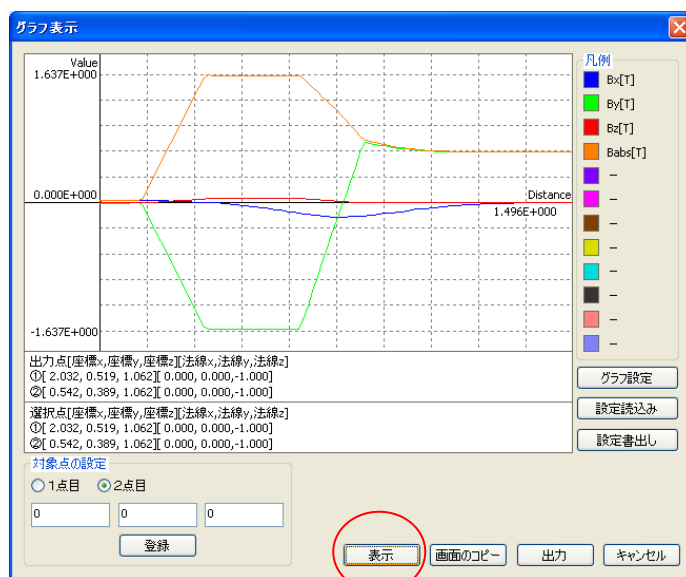 グラフ表示
Value
1.637E+000
0.000E+000
Distance
1.496E+000
-1.637E+000
凡例
Bx[T]
By[T]
Bz[T]
Babs[T]
−
−
−
−
−
−
−
−
出力点[座標x,座標y,座標z][法線x,法線y,法線z]
①[ 2.032, 0.519, 1.062][ 0.000, 0.000,-1.000]
②[ 0.542, 0.389, 1.062][ 0.000, 0.000,-1.000]
選択点[座標x,座標y,座標z][法線x,法線y,法線z]
①[ 2.032, 0.519, 1.062][ 0.000, 0.000,-1.000]
②[ 0.542, 0.389, 1.062][ 0.000, 0.000,-1.000]
グラフ設定
設定読込み
設定書出し
対象点の設定
1点目 2点目
0 0 0
登録
表示 画面のコピー 出力 キャンセル